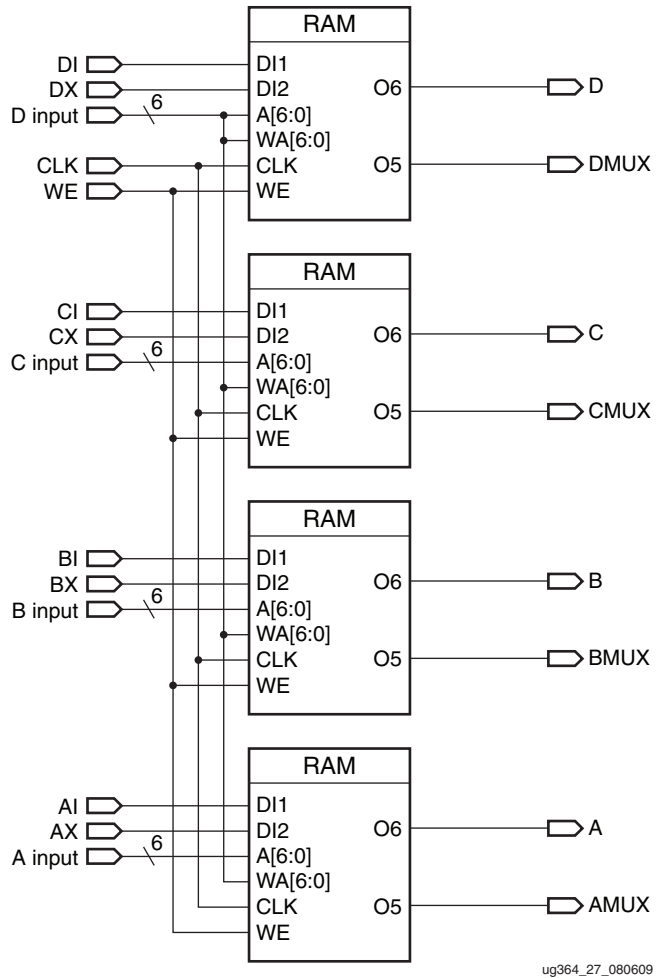 RAM
DI DI1
DX DI2 O6 D
D input 6 A[6:0]
WA[6:0]
CLK CLK O5 DMUX
WE WE
RAM
CI DI1
CX DI2 O6 C
C input 6 A[6:0]
WA[6:0]
CLK O5 CMUX
WE
RAM
BI DI1
BX DI2 O6 B
B input 6 A[6:0]
WA[6:0]
CLK O5 BMUX
WE
RAM
AI DI1
AX DI2 O6 A
A input 6 A[6:0]
WA[6:0]
CLK O5 AMUX
WE
ug364_27_080609